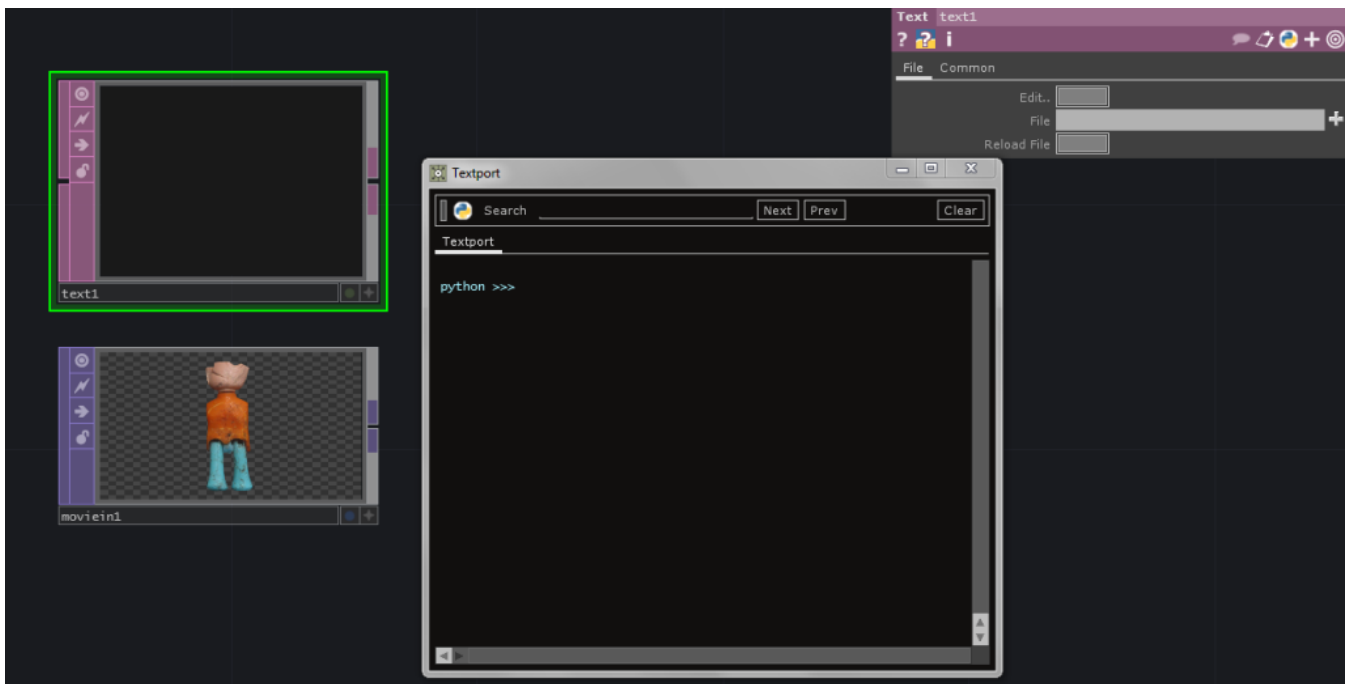 Text text1
? ? i
File Common
Edit..
File
Reload File
text1
moviein1
Textport
Search Next Prev Clear
Textport
python >>>